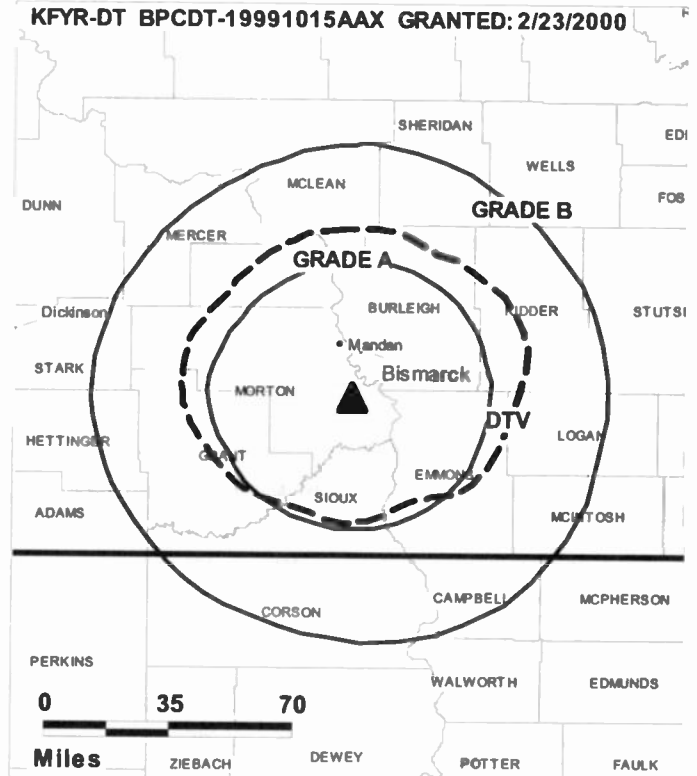 KFYR-DT BPCDT-19991015AAX GRANTED: 2/23/2000
SHERIDAN
EDI
WELLS
MCLEAN
FOS
DUNN
GRADE B
MERCER
GRADE A
Dickinson
BURLEIGH
KIDDER
STUTSI
Mandan
STARK
Bismarck
MORTON
DTV
HETTINGER
LOGAN
GRANT
EMMONS
SIOUX
ADAMS
MCINTOSH
CORSON
CAMPBELL
MCPHERSON
PERKINS
WALWORTH
EDMUNDS
0 35 70
Miles
ZIEBACH
DEWEY
POTTER
FAULK